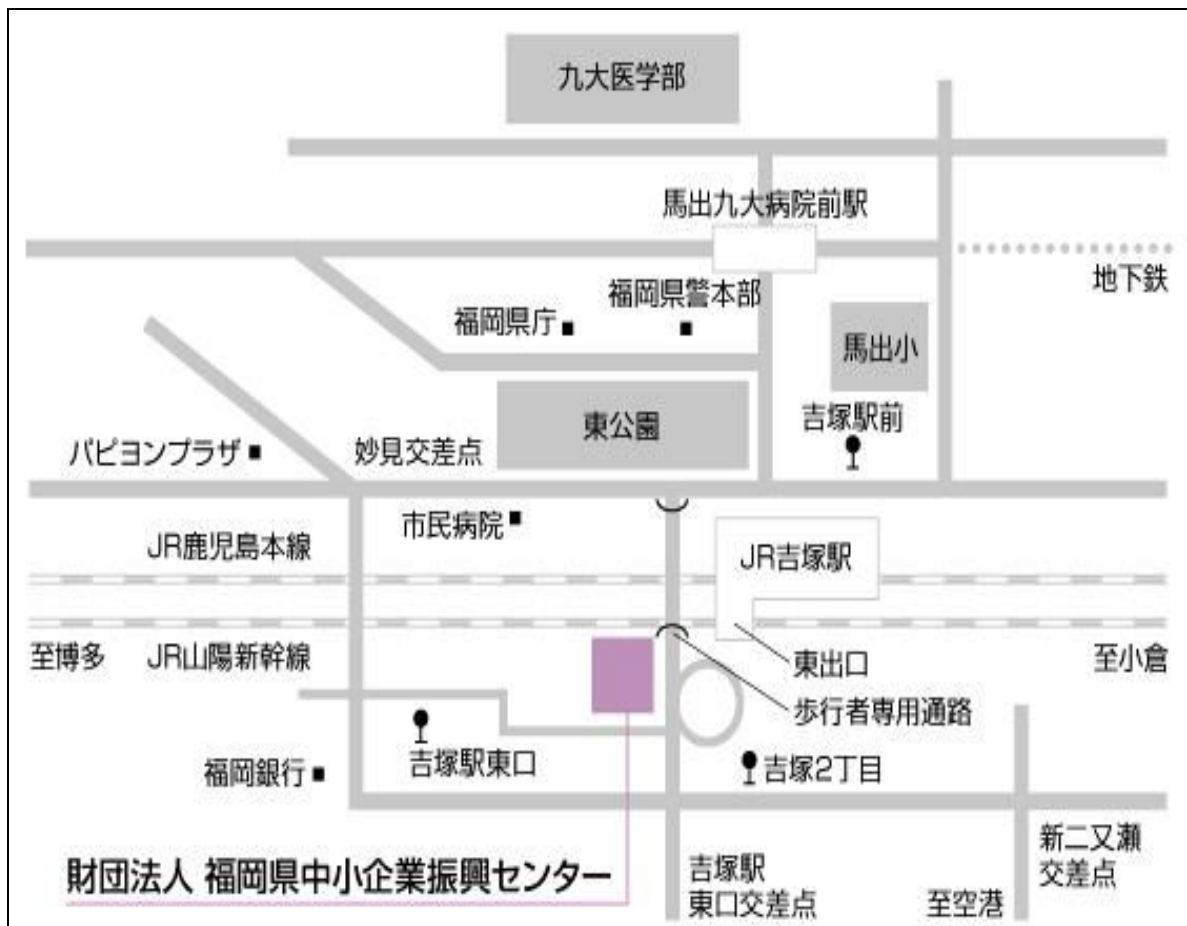 九大医学部
馬出九大病院前駅
地下鉄
福岡県警本部
福岡県庁
馬出小
東公園
吉塚駅前
パピヨンプラザ
妙見交差点
市民病院
JR鹿児島本線
JR吉塚駅
至博多
JR山陽新幹線
東出口
至小倉
歩行者専用通路
吉塚駅東口
吉塚2丁目
福岡銀行
新二又瀬
交差点
財団法人 福岡県中小企業振興センター
吉塚駅
東口交差点
至空港